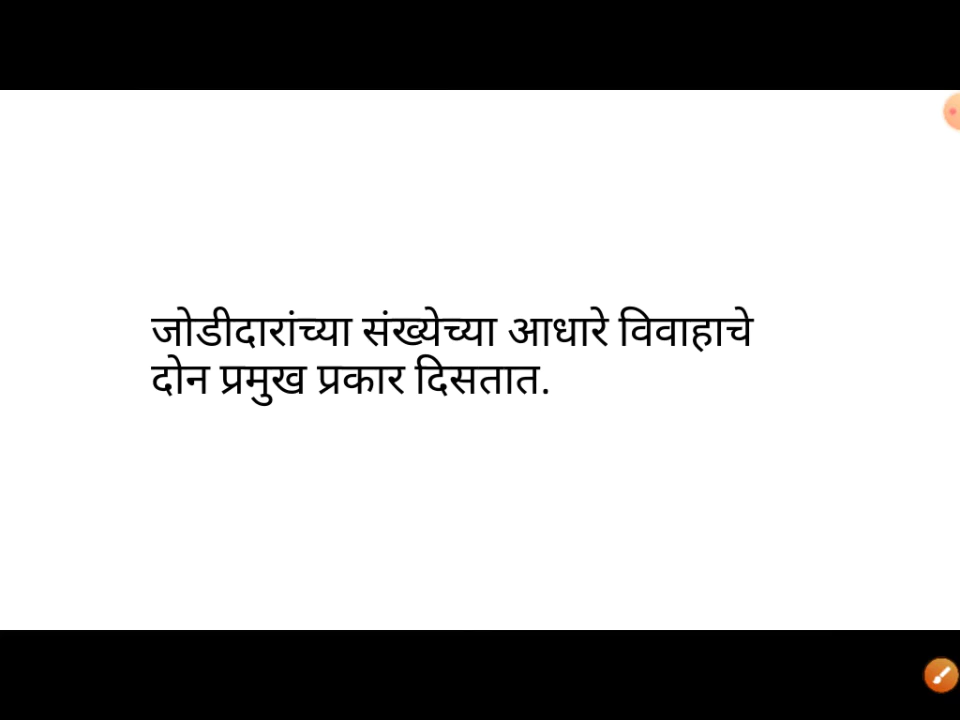 जोडीदारांच्या संख्येच्या आधारे विवाहाचे
दोन प्रमुख प्रकार दिसतात.